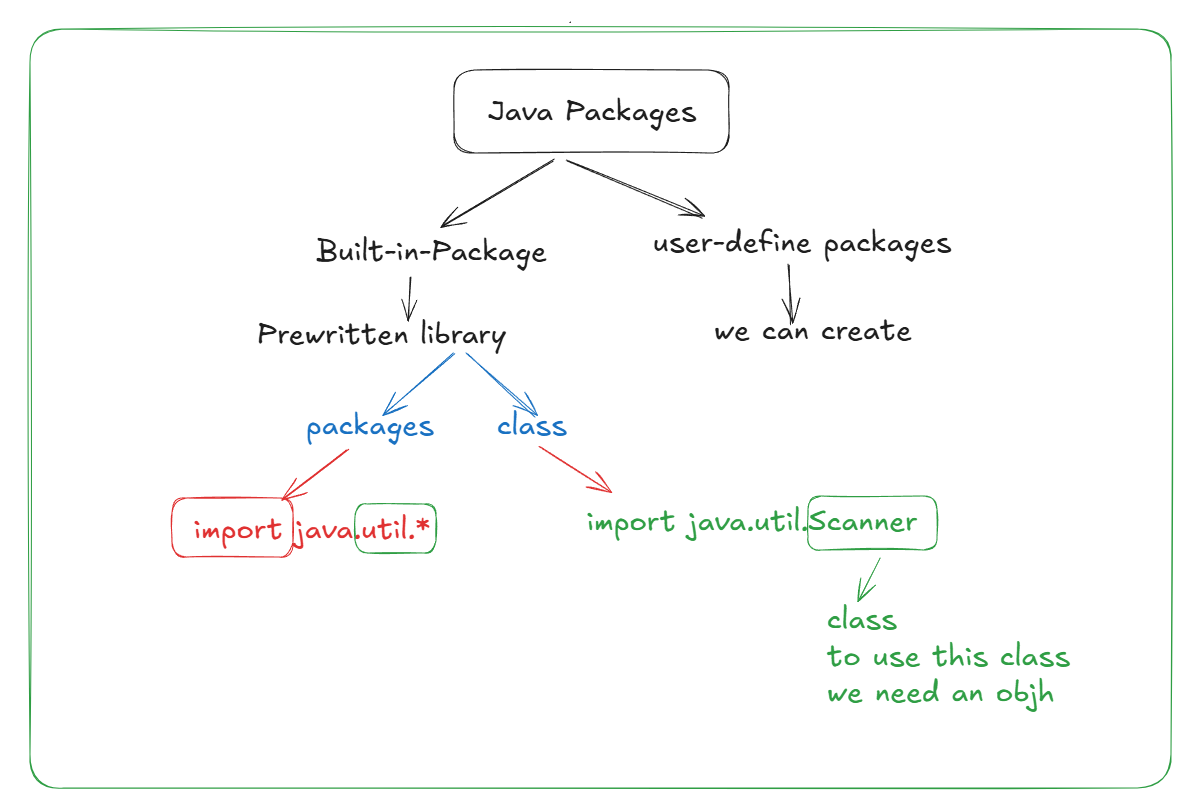 Java Packages
Built-in-Package
user-define packages
Prewritten library
we can create
packages
class
import java.util.*
import java.util.Scanner
class
to use this class
we need an objh